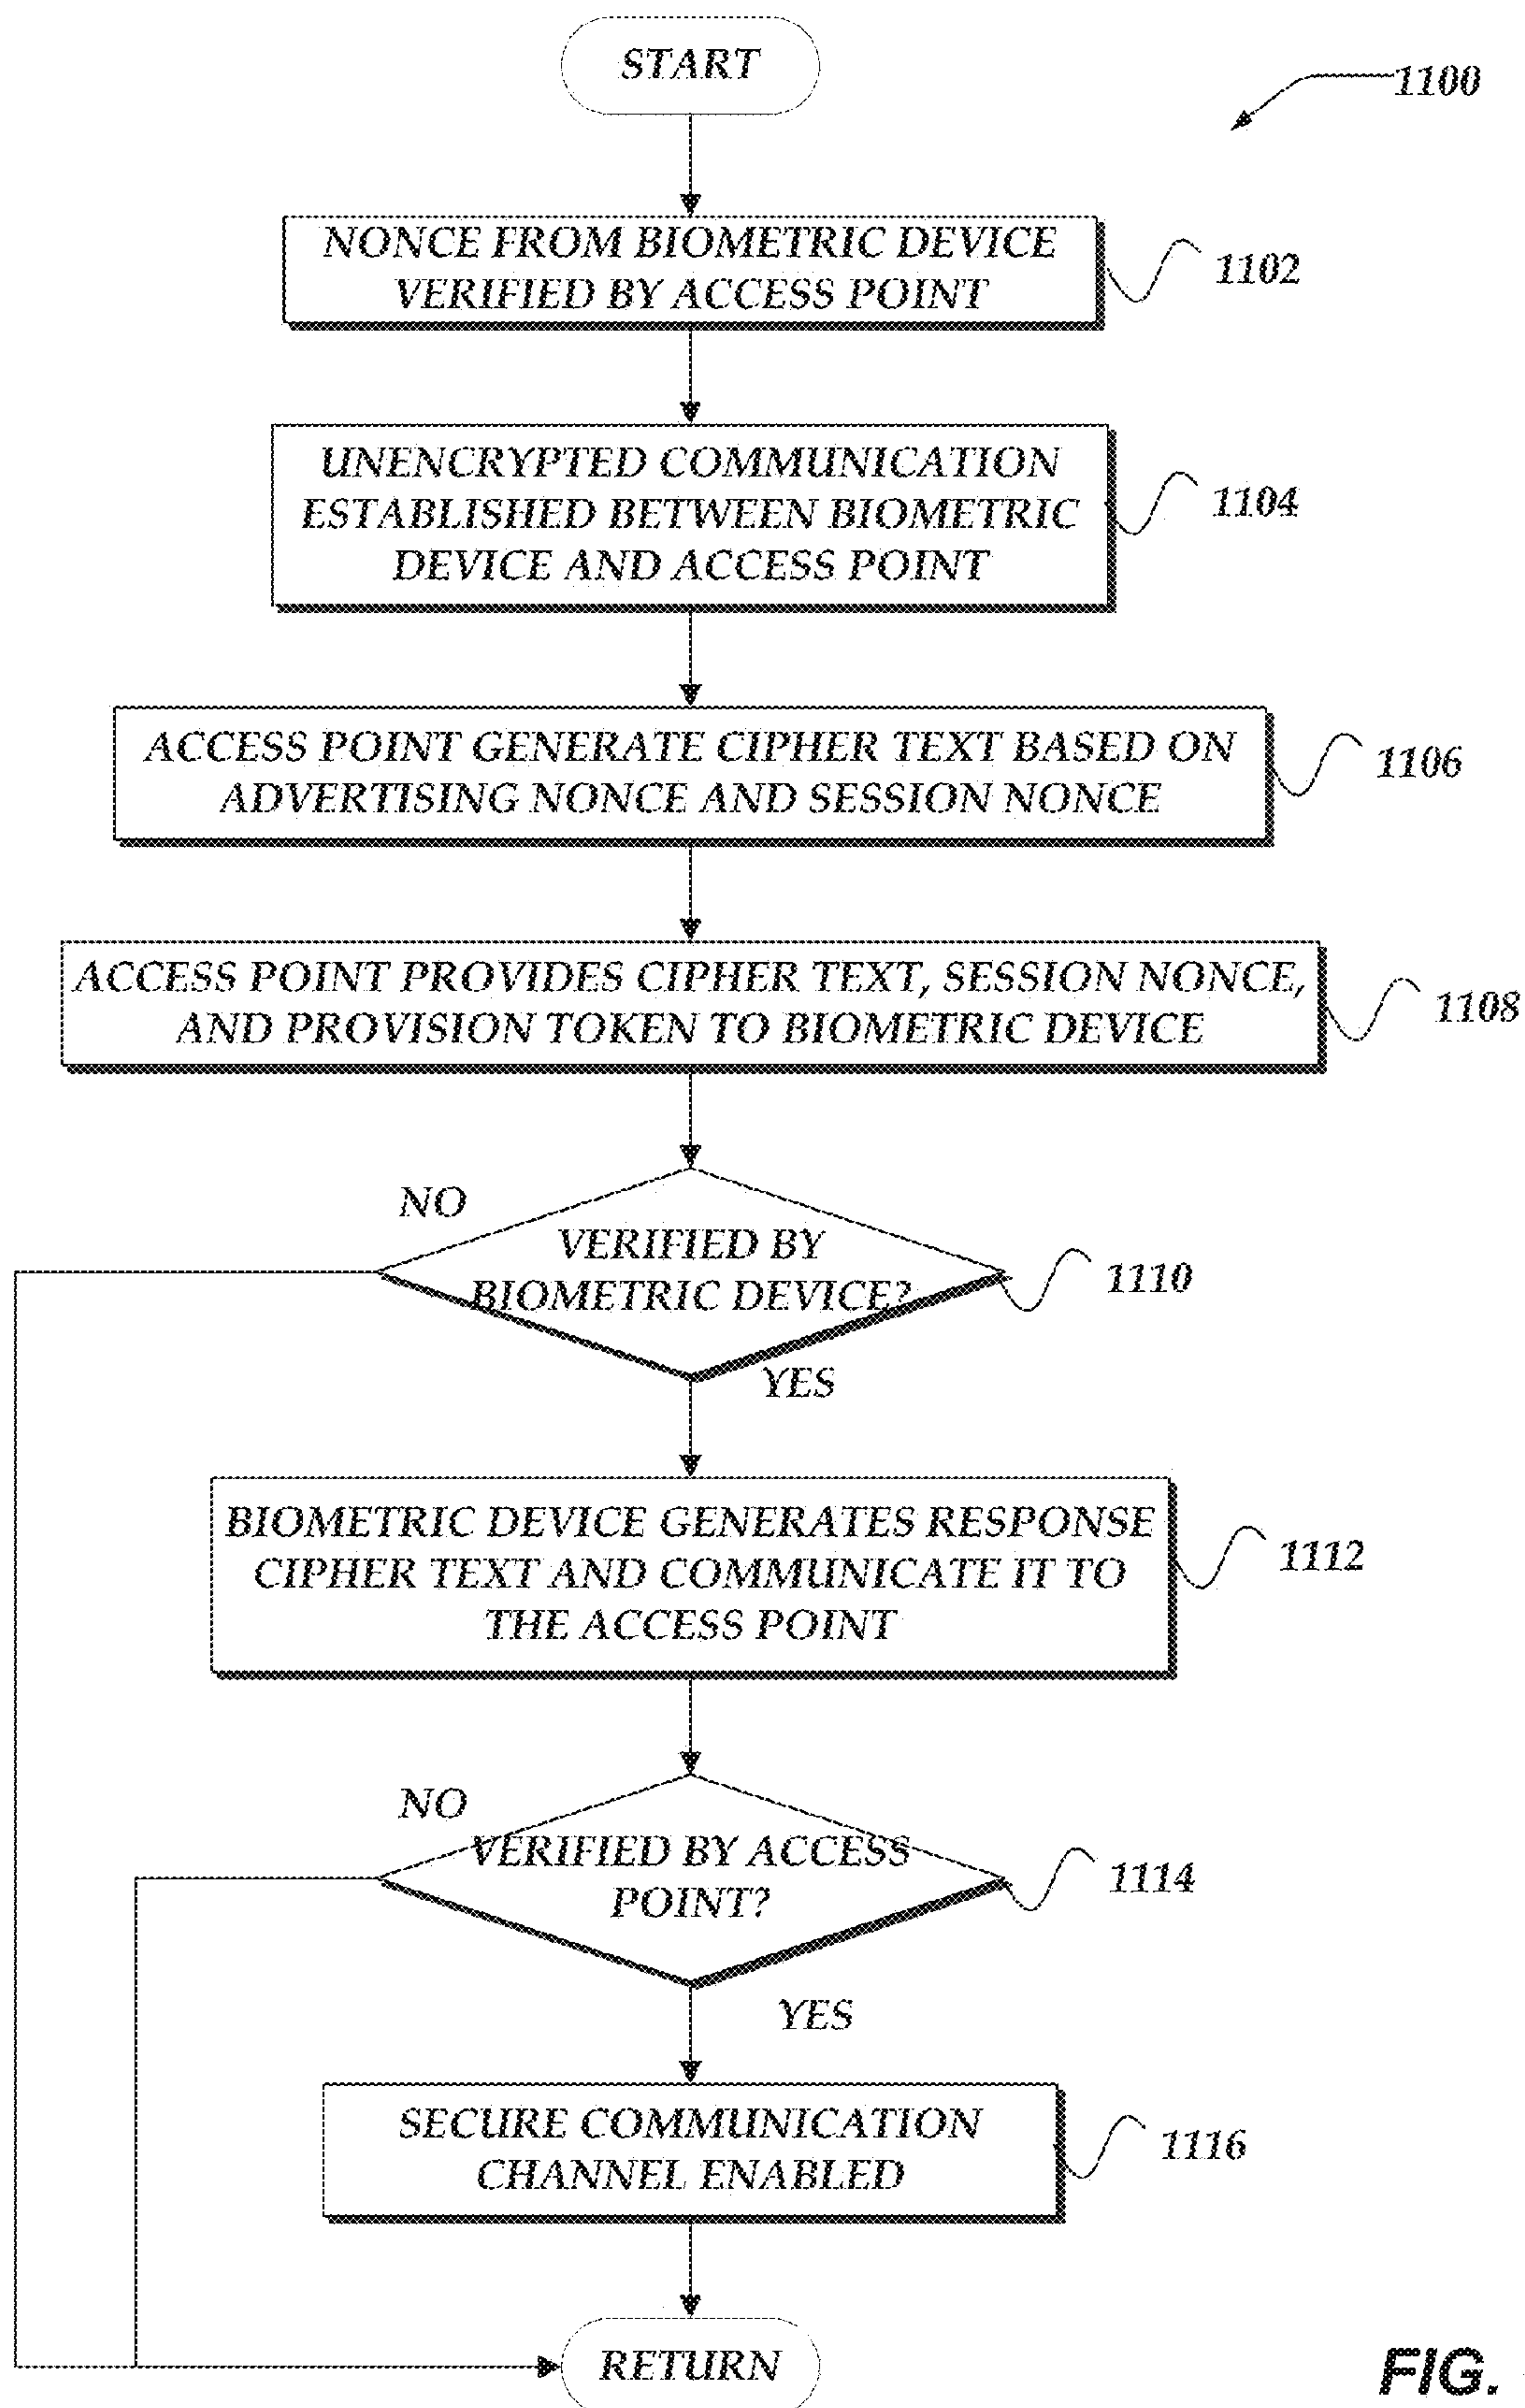 START
1100
NONCE FROM BIOMETRIC DEVICE
VERIFIED BY ACCESS POINT
1102
UNENCRYPTED COMMUNICATION
ESTABLISHED BETWEEN BIOMETRIC
DEVICE AND ACCESS POINT
1104
ACCESS POINT GENERATE CIPHER TEXT BASED ON
ADVERTISING NONCE AND SESSION NONCE
1106
ACCESS POINT PROVIDES CIPHER TEXT, SESSION NONCE,
AND PROVISION TOKEN TO BIOMETRIC DEVICE
1108
NO
VERIFIED BY
BIOMETRIC DEVICE?
1110
YES
BIOMETRIC DEVICE GENERATES RESPONSE
CIPHER TEXT AND COMMUNICATE IT TO
THE ACCESS POINT
1112
NO
VERIFIED BY ACCESS
POINT?
1114
YES
SECURE COMMUNICATION
CHANNEL ENABLED
1116
RETURN
FIG.